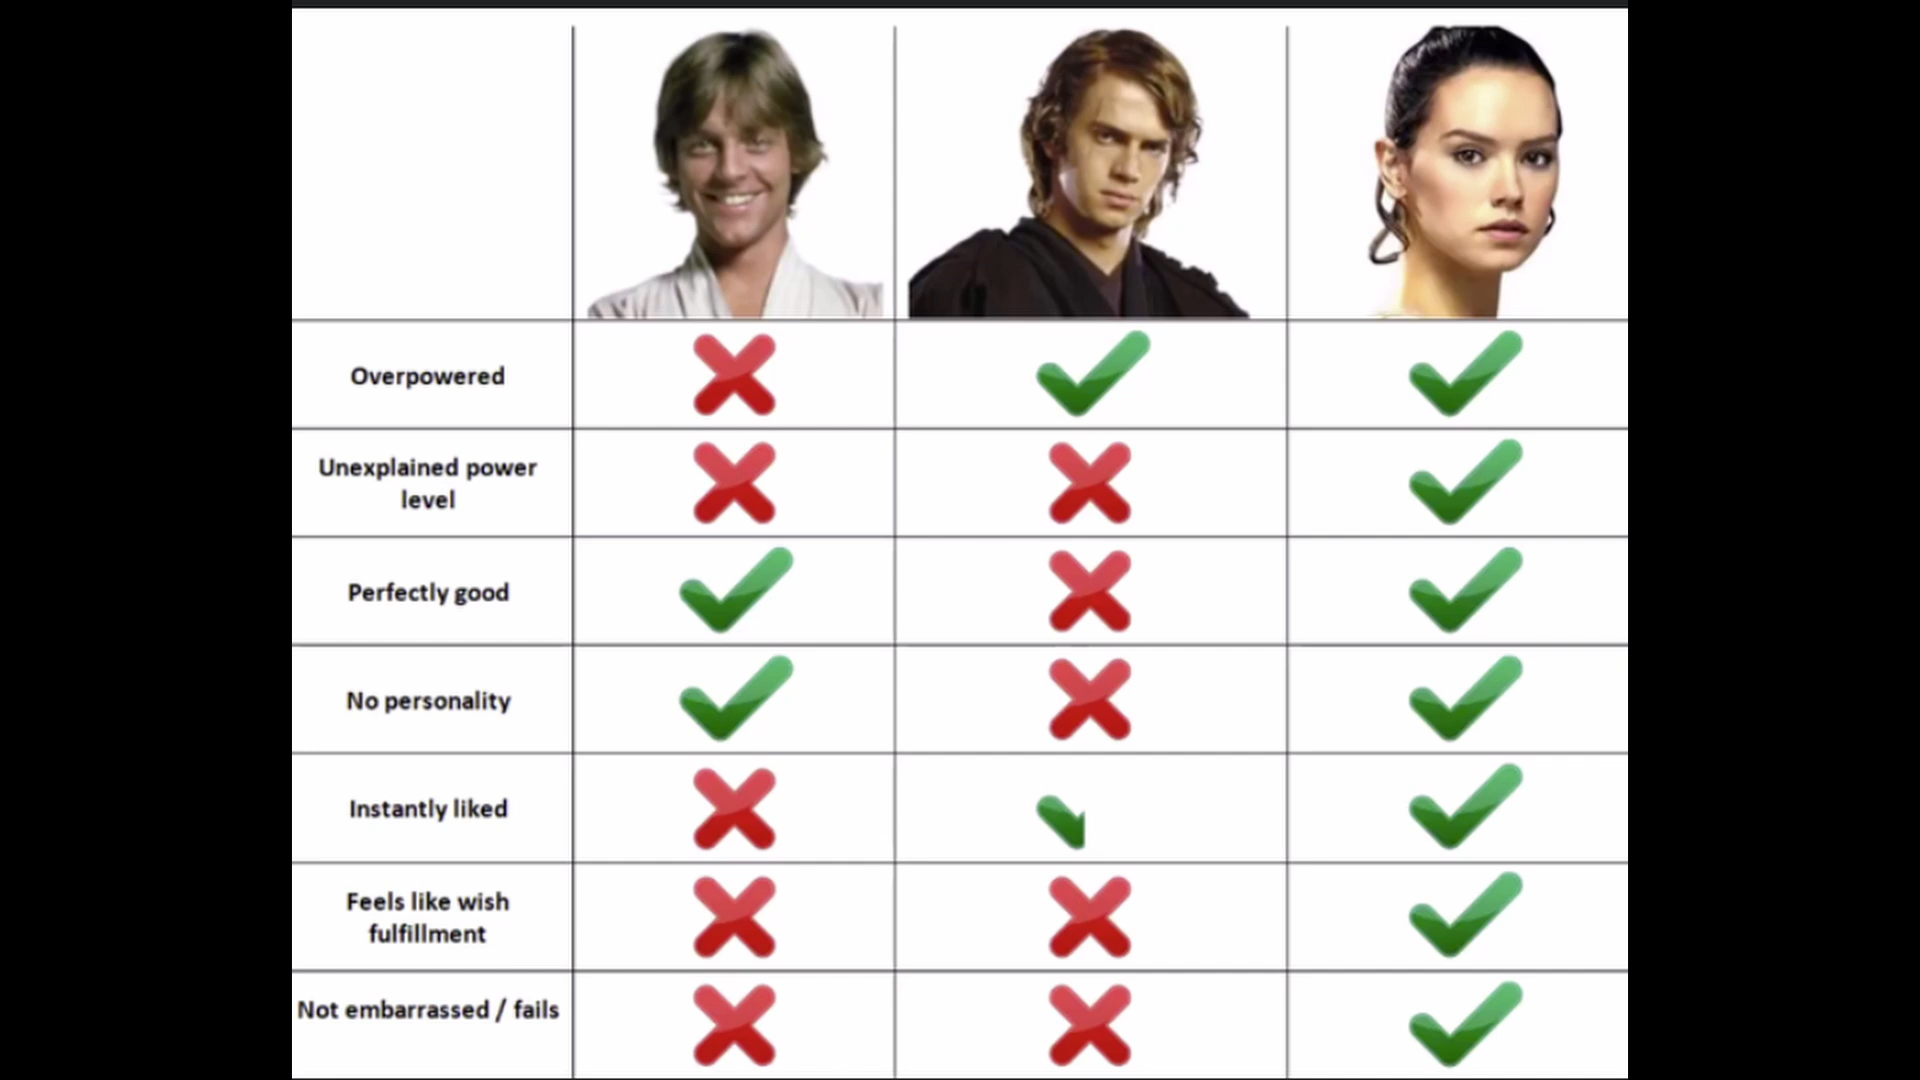 Overpowered
Unexplained power
level
Perfectly good
No personality
Instantly liked
Feels like wish
fulfillment
Not embarrassed / fails